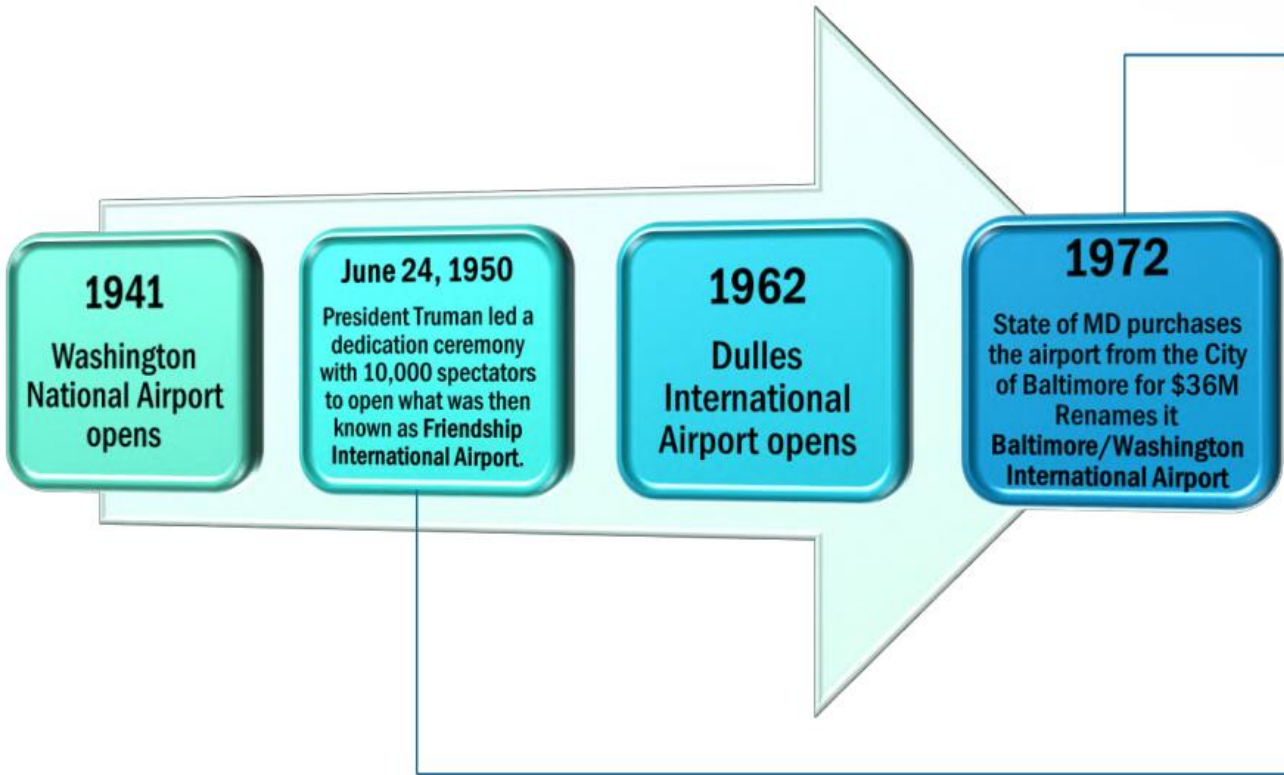 1941
Washington
National Airport
opens
June 24, 1950
President Truman led a
dedication ceremony
with 10,000 spectators
to open what was then
known as Friendship
International Airport.
1962
Dulles
International
Airport opens
1972
State of MD purchases
the airport from the City
of Baltimore for $36M
Renames it
Baltimore/Washington
International Airport